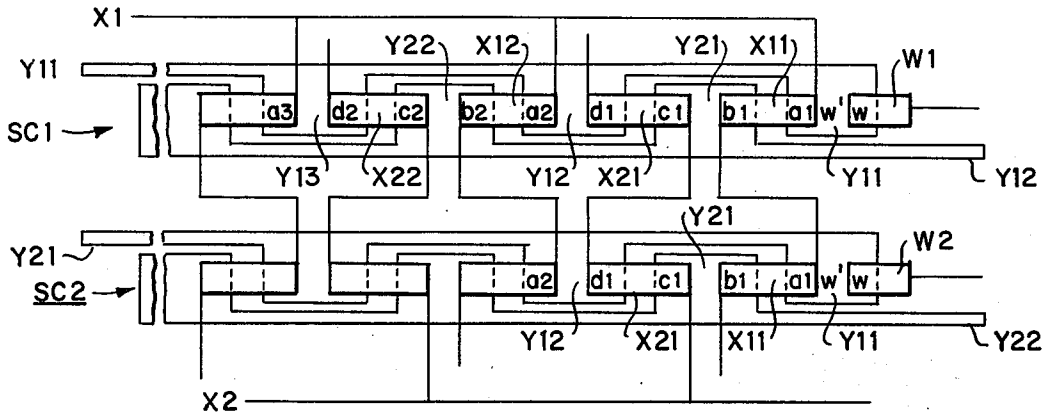 X1
Y22 X12 Y21 X11
Y11 W1
a3 d2 c2 b2 a2 d1 c1 b1 a1 w' w
SC1
Y13 X22 Y12 X21 Y11 Y12
Y21
Y21 W2
a2 d1 c1 b1 a1 w' w
SC2
Y12 X21 X11 Y11 Y22
X2